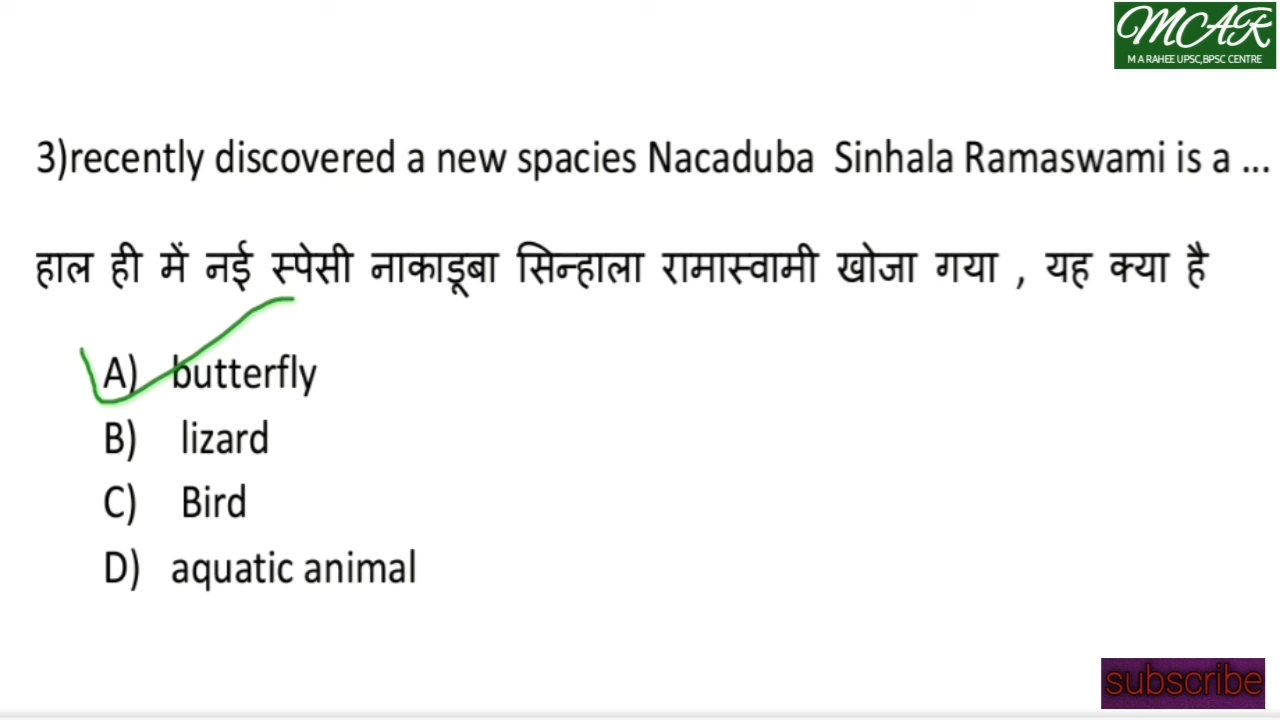 MCAR
M A RAHEE UPSC,BPSC CENTRE
3)recently discovered a new spacies Nacaduba Sinhala Ramaswami is a ...
हाल ही में नई स्पेसी नाकाडूबा सिन्हाला रामास्वामी खोजा गया , यह क्या है
A) butterfly
B) lizard
C) Bird
D) aquatic animal
subscribe